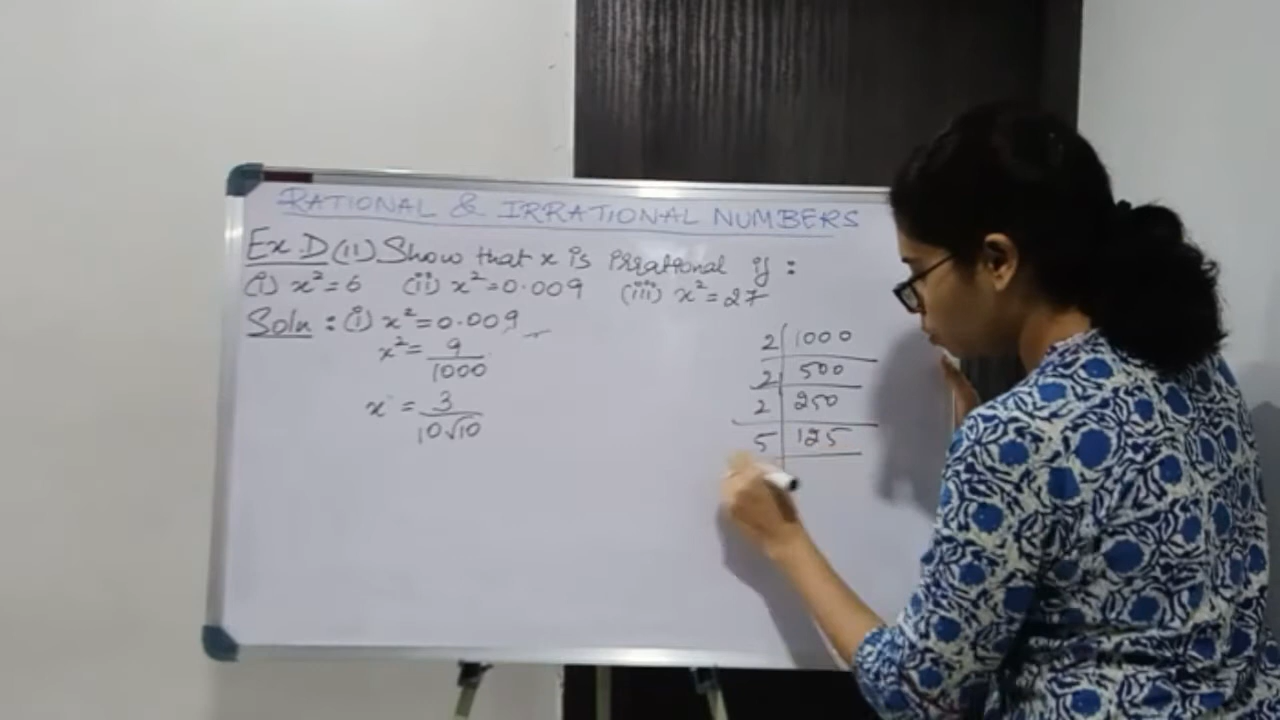 RATIONAL & IRRATIONAL NUMBERS
Ex.D (11) Show that x is irrational if :
(i) x²=6 (ii) x²=0.009 (iii) x²=27
Soln : (i) x²=0.009
x² = 9/1000
x = 3/10√10
2 | 1000
2 | 500
2 | 250
5 | 125